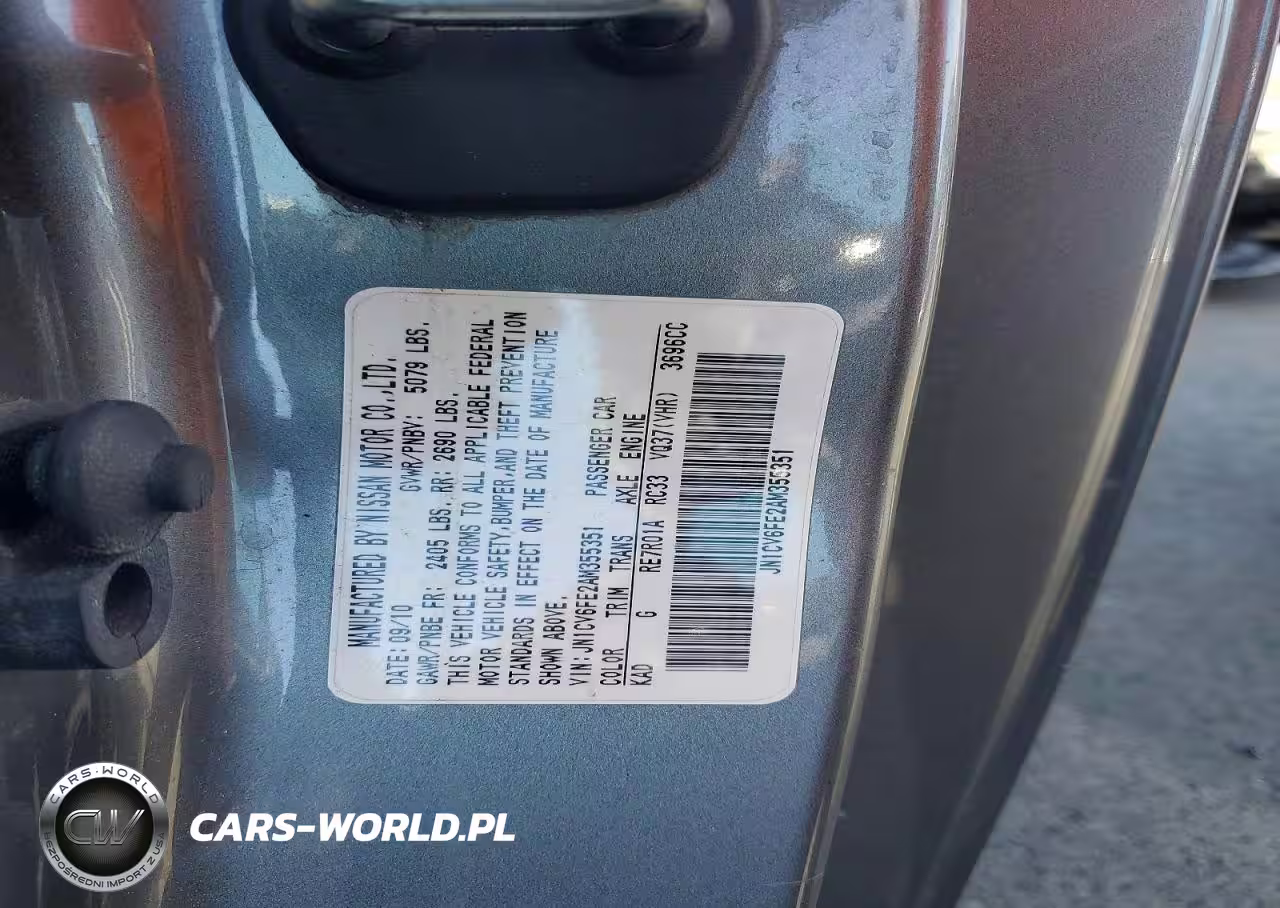 MANUFACTURED BY NISSAN MOTOR CO.,LTD.
DATE:09/10 GVWR/PNBV: 5079 LBS.
GAWR/PNBE FR: 2405 LBS. RR: 2690 LBS.
THIS VEHICLE CONFORMS TO ALL APPLICABLE FEDERAL
MOTOR VEHICLE SAFETY,BUMPER,AND THEFT PREVENTION
STANDARDS IN EFFECT ON THE DATE OF MANUFACTURE
SHOWN ABOVE.
VIN:JN1CV6FE2AM355351 PASSENGER CAR
COLOR TRIM TRANS AXLE ENGINE
KAD G RE7R01A RC33 VQ37(VHR) 3696CC
JN1CV6FE2AM355351
CARS-WORLD
CW
BEZPOŚREDNI IMPORT Z USA
CARS-WORLD.PL